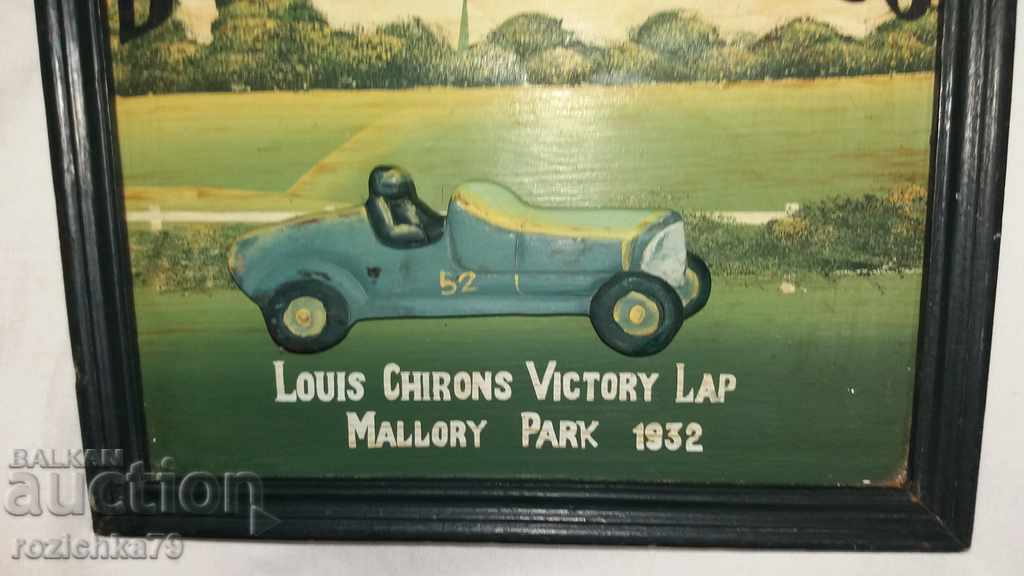 52
LOUIS CHIRONS VICTORY LAP
MALLORY PARK 1932
BALKAN
auction
rozichka79